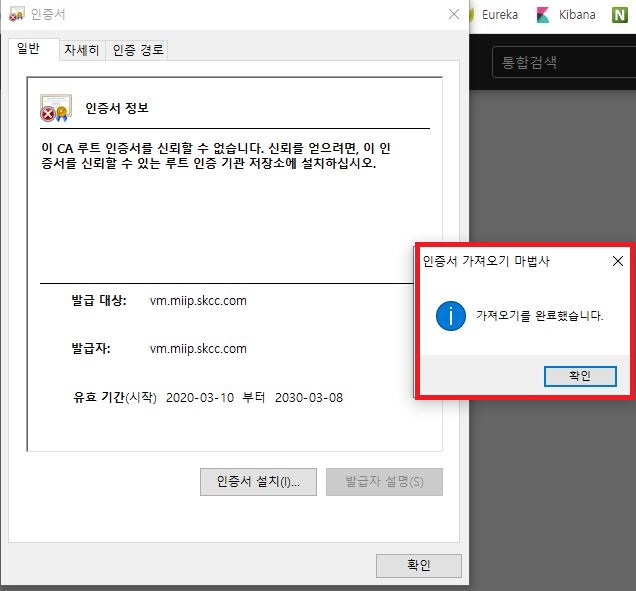 인증서
Eureka
Kibana
N
일반
자세히
인증 경로
통합검색
인증서 정보
이 CA 루트 인증서를 신뢰할 수 없습니다. 신뢰를 얻으려면, 이 인
증서를 신뢰할 수 있는 루트 인증 기관 저장소에 설치하십시오.
인증서 가져오기 마법사
가져오기를 완료했습니다.
확인
발급 대상: vm.miip.skcc.com
발급자: vm.miip.skcc.com
유효 기간(시작) 2020-03-10 부터 2030-03-08
인증서 설치(I)...
발급자 설명(S)
확인